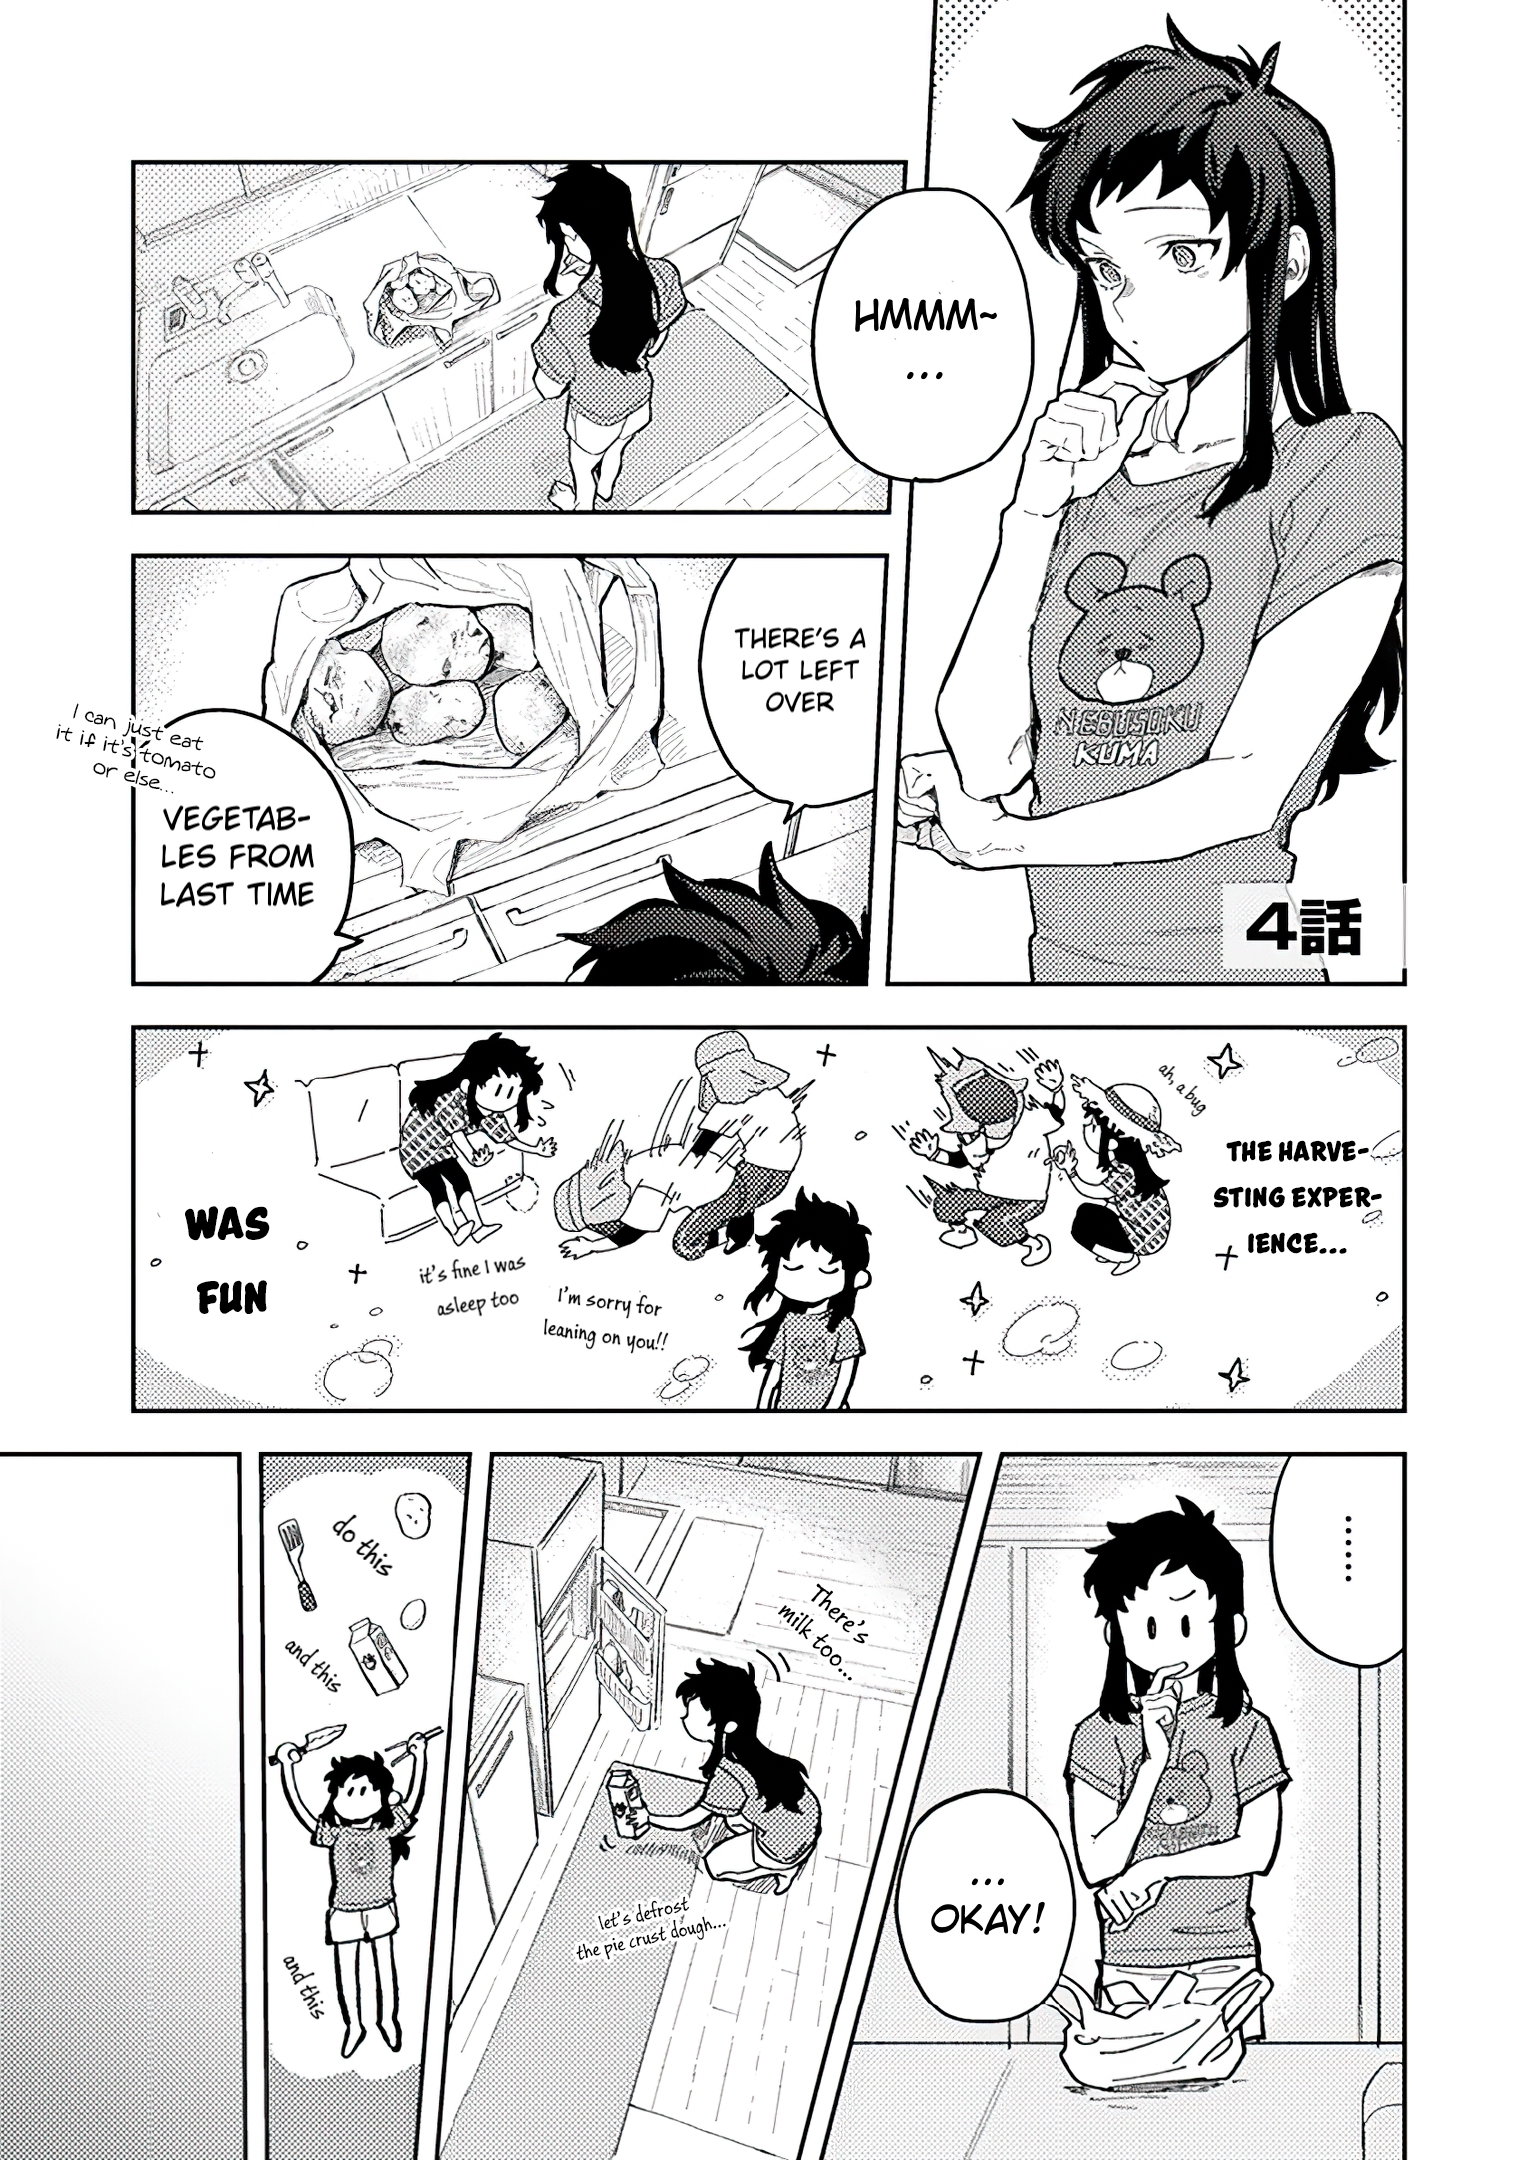 HMMM~
...
NEBUSOKU
KUMA
4話
THERE'S A
LOT LEFT
OVER
I can just eat
it if it's tomato
or else...
VEGETAB-
LES FROM
LAST TIME
ah, a bug
THE HARVE-
STING EXPER-
IENCE...
I'm sorry for
leaning on you!!
it's fine I was
asleep too
WAS
FUN
......
...
OKAY!
There's
milk too...
let's defrost
the pie crust dough...
do this
and this
and this